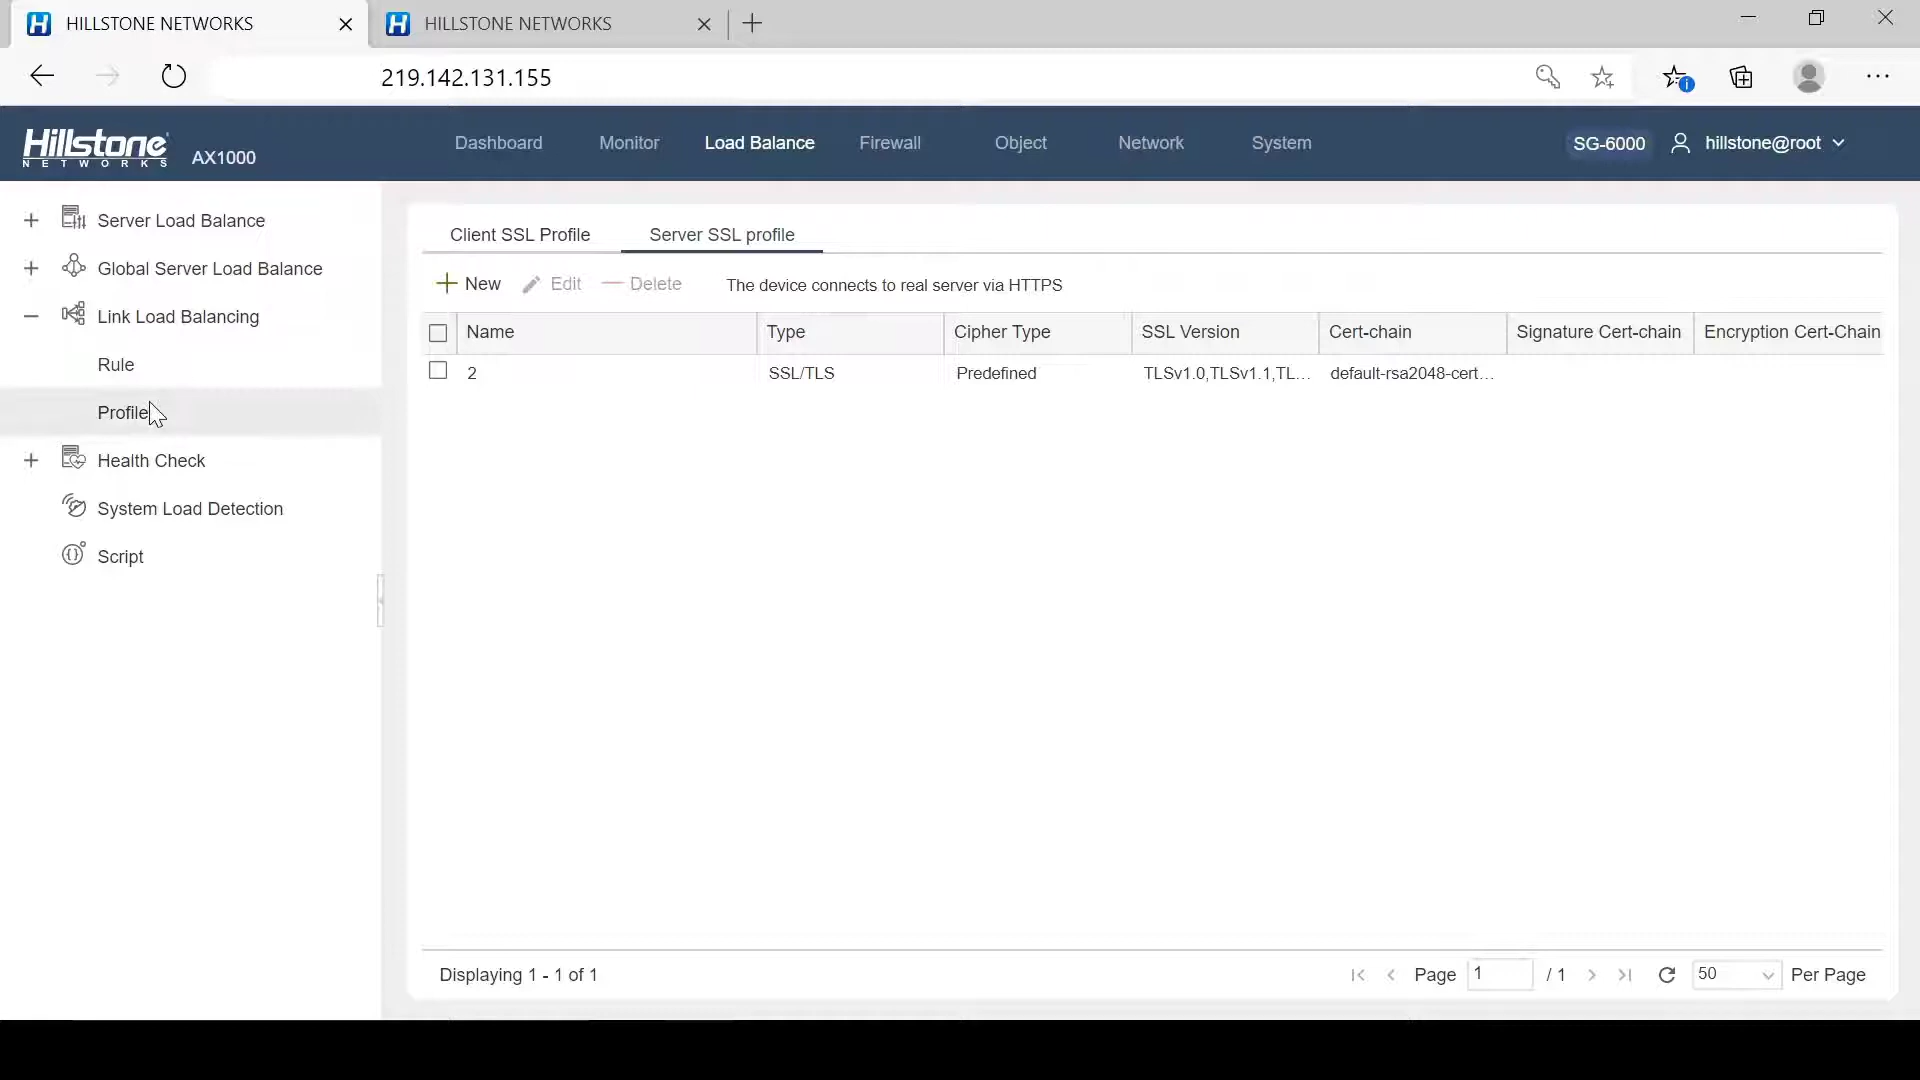 HILLSTONE NETWORKS
HILLSTONE NETWORKS
219.142.131.155
Hillstone
NETWORKS
AX1000
Dashboard
Monitor
Load Balance
Firewall
Object
Network
System
SG-6000
hillstone@root
Server Load Balance
Global Server Load Balance
Link Load Balancing
Rule
Profile
Health Check
System Load Detection
Script
Client SSL Profile
Server SSL profile
New
Edit
Delete
The device connects to real server via HTTPS
Name
Type
Cipher Type
SSL Version
Cert-chain
Signature Cert-chain
Encryption Cert-Chain
2
SSL/TLS
Predefined
TLSv1.0,TLSv1.1,TL...
default-rsa2048-cert...
Displaying 1 - 1 of 1
Page
1
/ 1
50
Per Page